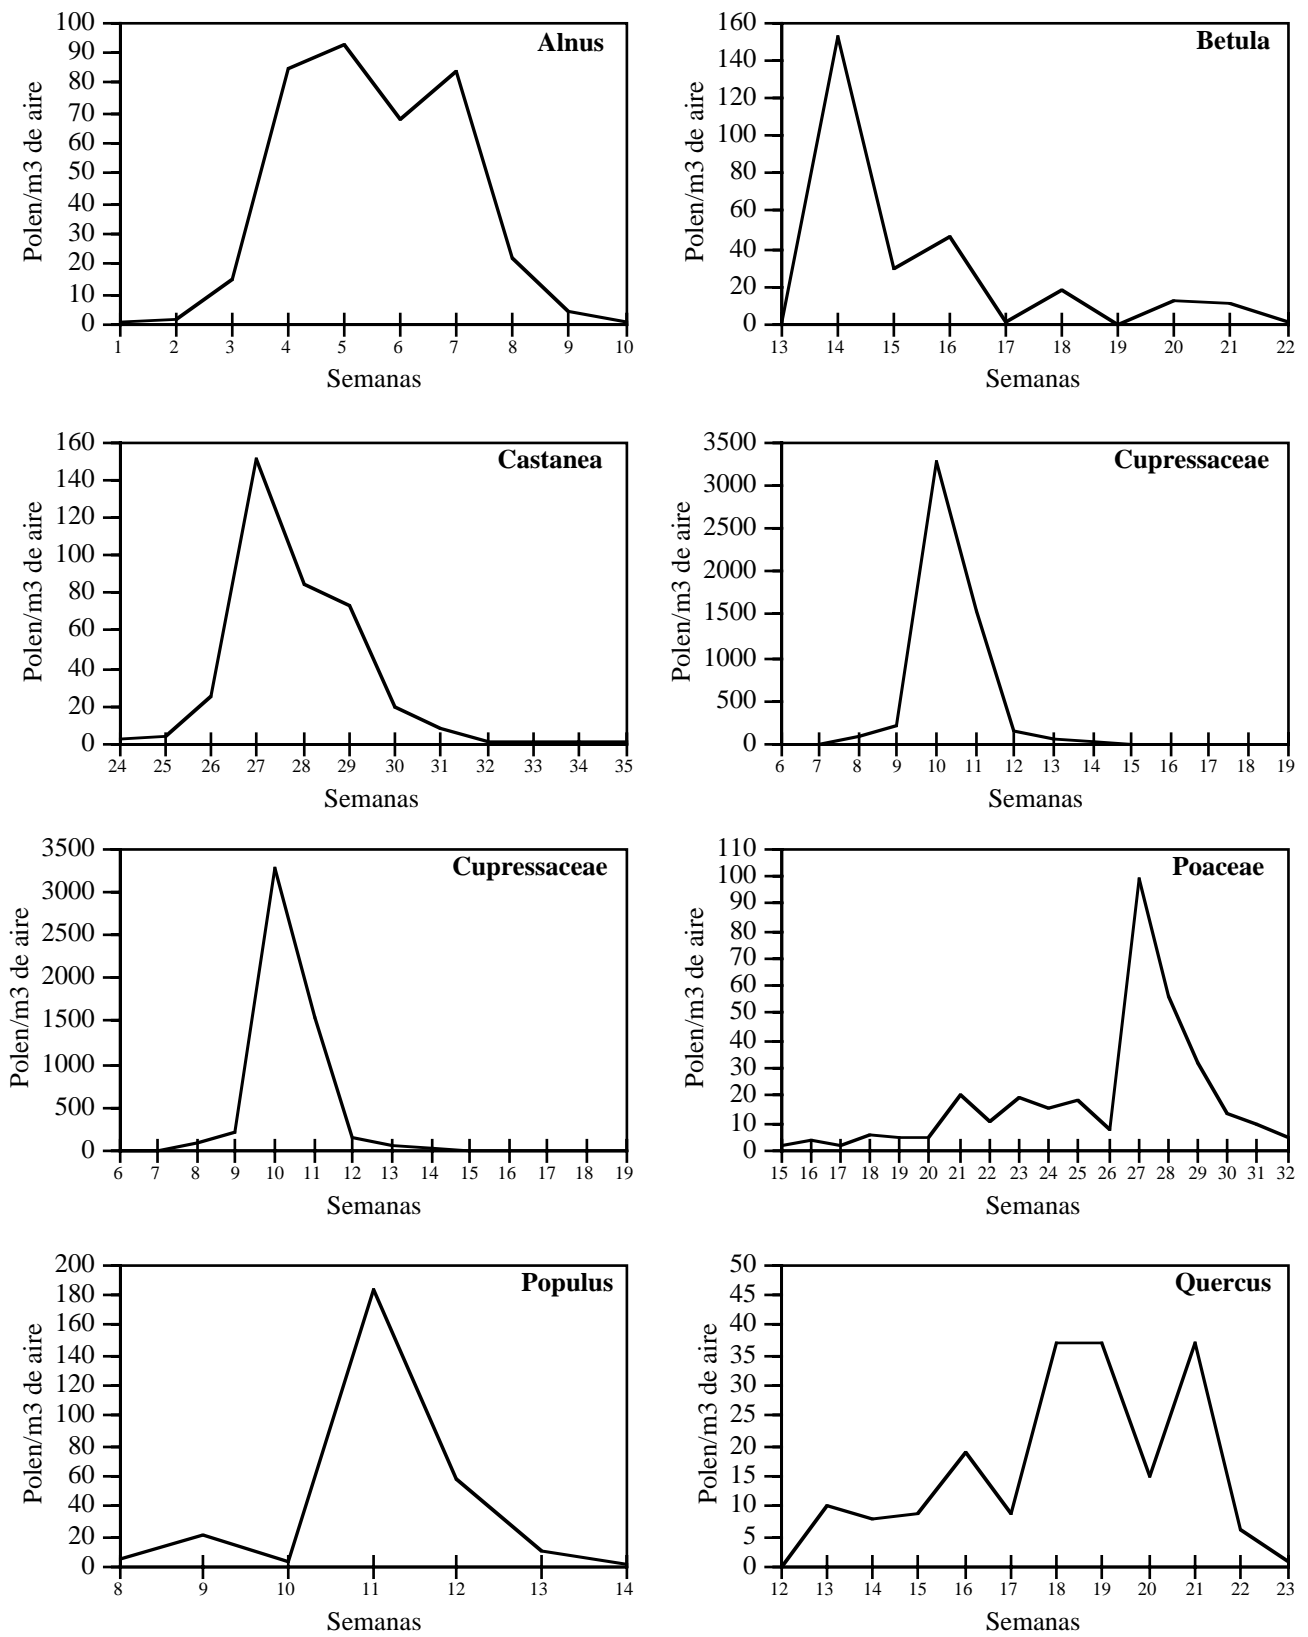 Alnus
Polen/m3 de aire
100
90
80
70
60
50
40
30
20
10
0
1 2 3 4 5 6 7 8 9 10
Semanas
Betula
Polen/m3 de aire
160
140
120
100
80
60
40
20
0
13 14 15 16 17 18 19 20 21 22
Semanas
Castanea
Polen/m3 de aire
160
140
120
100
80
60
40
20
0
24 25 26 27 28 29 30 31 32 33 34 35
Semanas
Cupressaceae
Polen/m3 de aire
3500
3000
2500
2000
1500
1000
500
0
6 7 8 9 10 11 12 13 14 15 16 17 18 19
Semanas
Cupressaceae
Polen/m3 de aire
3500
3000
2500
2000
1500
1000
500
0
6 7 8 9 10 11 12 13 14 15 16 17 18 19
Semanas
Poaceae
Polen/m3 de aire
110
100
90
80
70
60
50
40
30
20
10
0
15 16 17 18 19 20 21 22 23 24 25 26 27 28 29 30 31 32
Semanas
Populus
Polen/m3 de aire
200
180
160
140
120
100
80
60
40
20
0
8 9 10 11 12 13 14
Semanas
Quercus
Polen/m3 de aire
50
45
40
35
30
25
20
15
10
5
0
12 13 14 15 16 17 18 19 20 21 22 23
Semanas